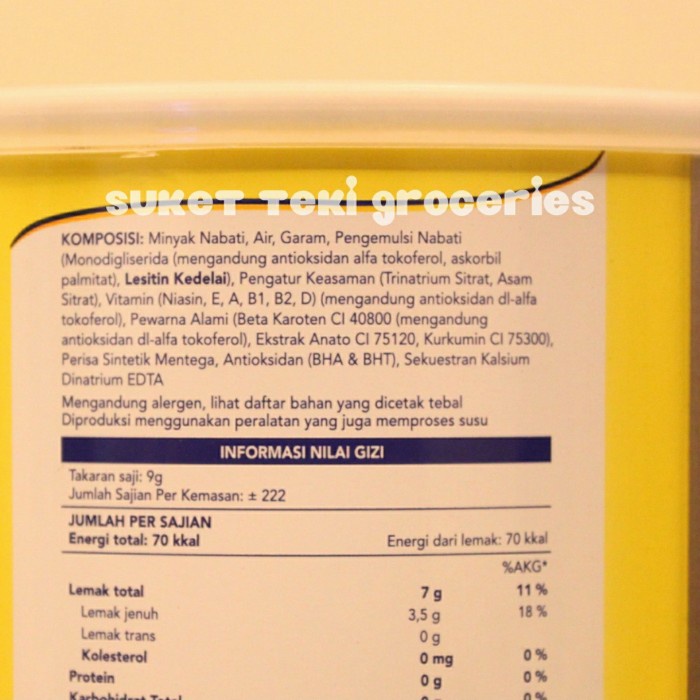 SUKET TEKI groceries
KOMPOSISI: Minyak Nabati, Air, Garam, Pengemulsi Nabati
(Monodigliserida (mengandung antioksidan alfa tokoferol, askorbil
palmitat), Lesitin Kedelai), Pengatur Keasaman (Trinatrium Sitrat, Asam
Sitrat), Vitamin (Niasin, E, A, B1, B2, D) (mengandung antioksidan dl-alfa
tokoferol), Pewarna Alami (Beta Karoten CI 40800 (mengandung
antioksidan dl-alfa tokoferol), Ekstrak Anato CI 75120, Kurkumin CI 75300),
Perisa Sintetik Mentega, Antioksidan (BHA & BHT), Sekuestran Kalsium
Dinatrium EDTA
Mengandung alergen, lihat daftar bahan yang dicetak tebal
Diproduksi menggunakan peralatan yang juga memproses susu
INFORMASI NILAI GIZI
Takaran saji: 9g
Jumlah Sajian Per Kemasan: ± 222
JUMLAH PER SAJIAN
Energi total: 70 kkal Energi dari lemak: 70 kkal
%AKG*
Lemak total 7 g 11 %
Lemak jenuh 3,5 g 18 %
Lemak trans 0 g
Kolesterol 0 mg 0 %
Protein 0 g 0 %
Karbohidrat Total 0 %